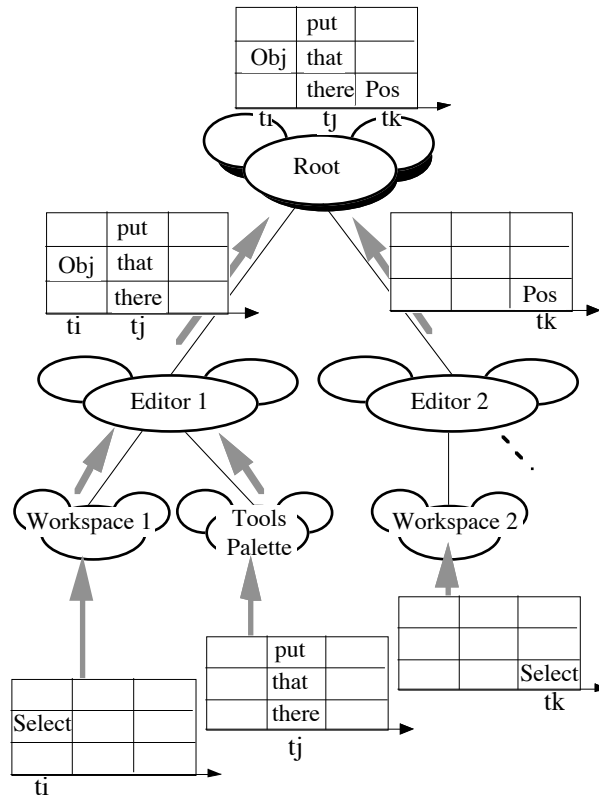 put
Obj that
there Pos
ti tj tk
Root
put
Obj that
there
ti tj
Pos
tk
Editor 1
Editor 2
Workspace 1
Tools
Palette
Workspace 2
Select
tk
put
that
there
tj
Select
ti